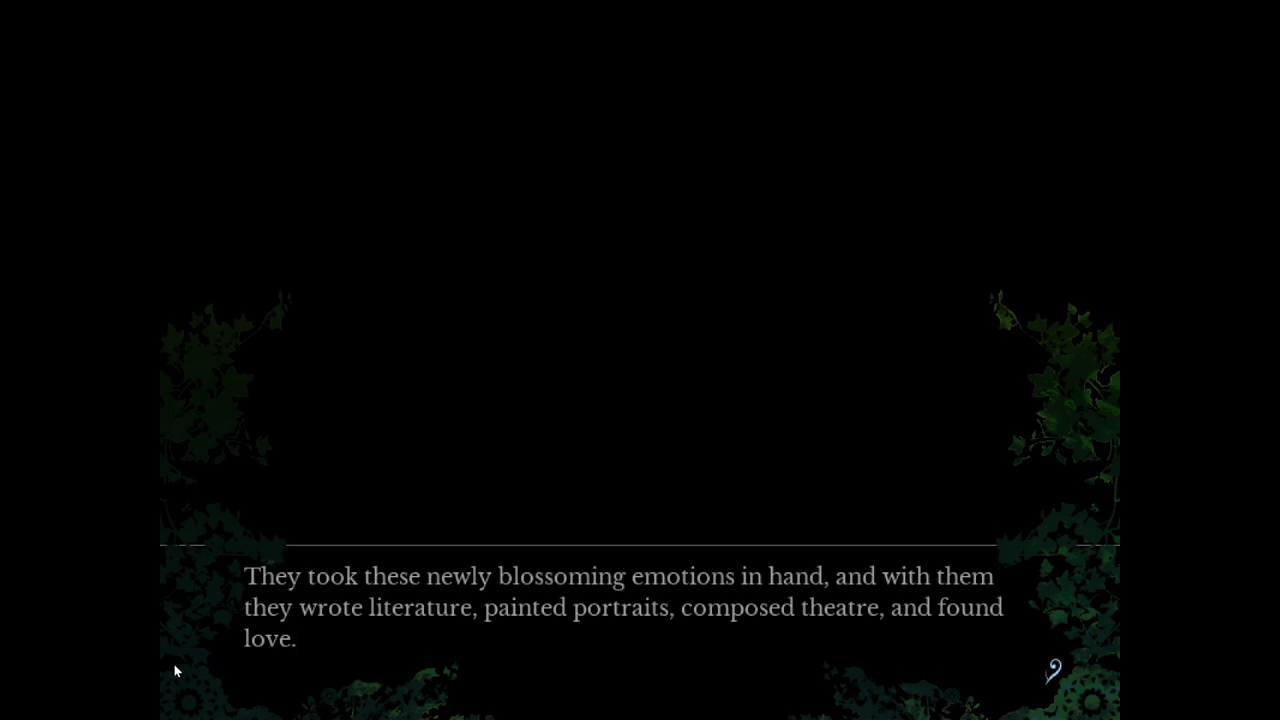 They took these newly blossoming emotions in hand, and with them
they wrote literature, painted portraits, composed theatre, and found
love.